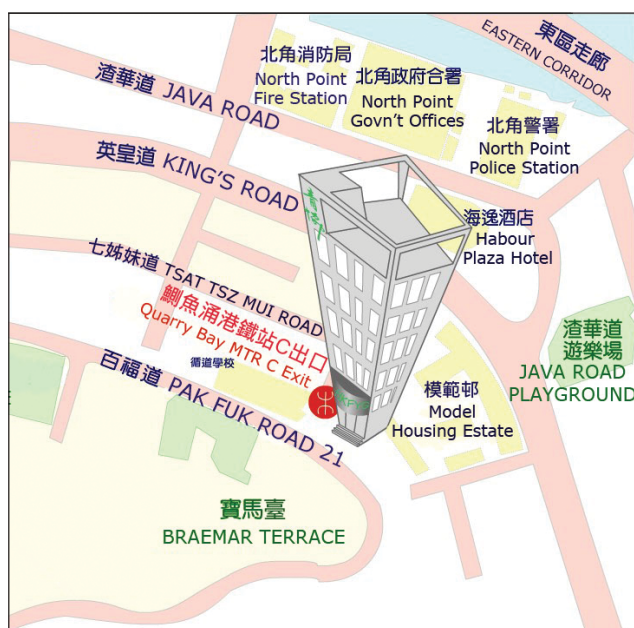 東區走廊
EASTERN CORRIDOR
北角消防局
North Point
Fire Station
北角政府合署
North Point
Govn't Offices
北角警署
North Point
Police Station
渣華道 JAVA ROAD
英皇道 KING'S ROAD
海逸酒店
Habour
Plaza Hotel
七姊妹道 TSAT TSZ MUI ROAD
鰂魚涌港鐵站C出口
Quarry Bay MTR C Exit
循道學校
渣華道
遊樂場
JAVA ROAD
PLAYGROUND
模範邨
Model
Housing Estate
百福道 PAK FUK ROAD 21
寶馬臺
BRAEMAR TERRACE